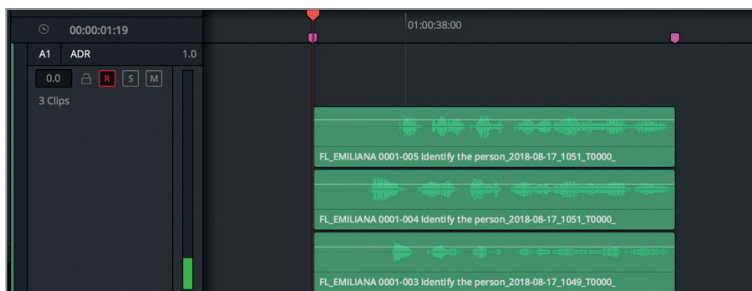 00:00:01:19
01:00:38:00
A1 ADR 1.0
0.0 R S M
3 Clips
FL_EMILIANA 0001-005 Identify the person_2018-08-17_1051_T0000_
FL_EMILIANA 0001-004 Identify the person_2018-08-17_1051_T0000_
FL_EMILIANA 0001-003 Identify the person_2018-08-17_1049_T0000_